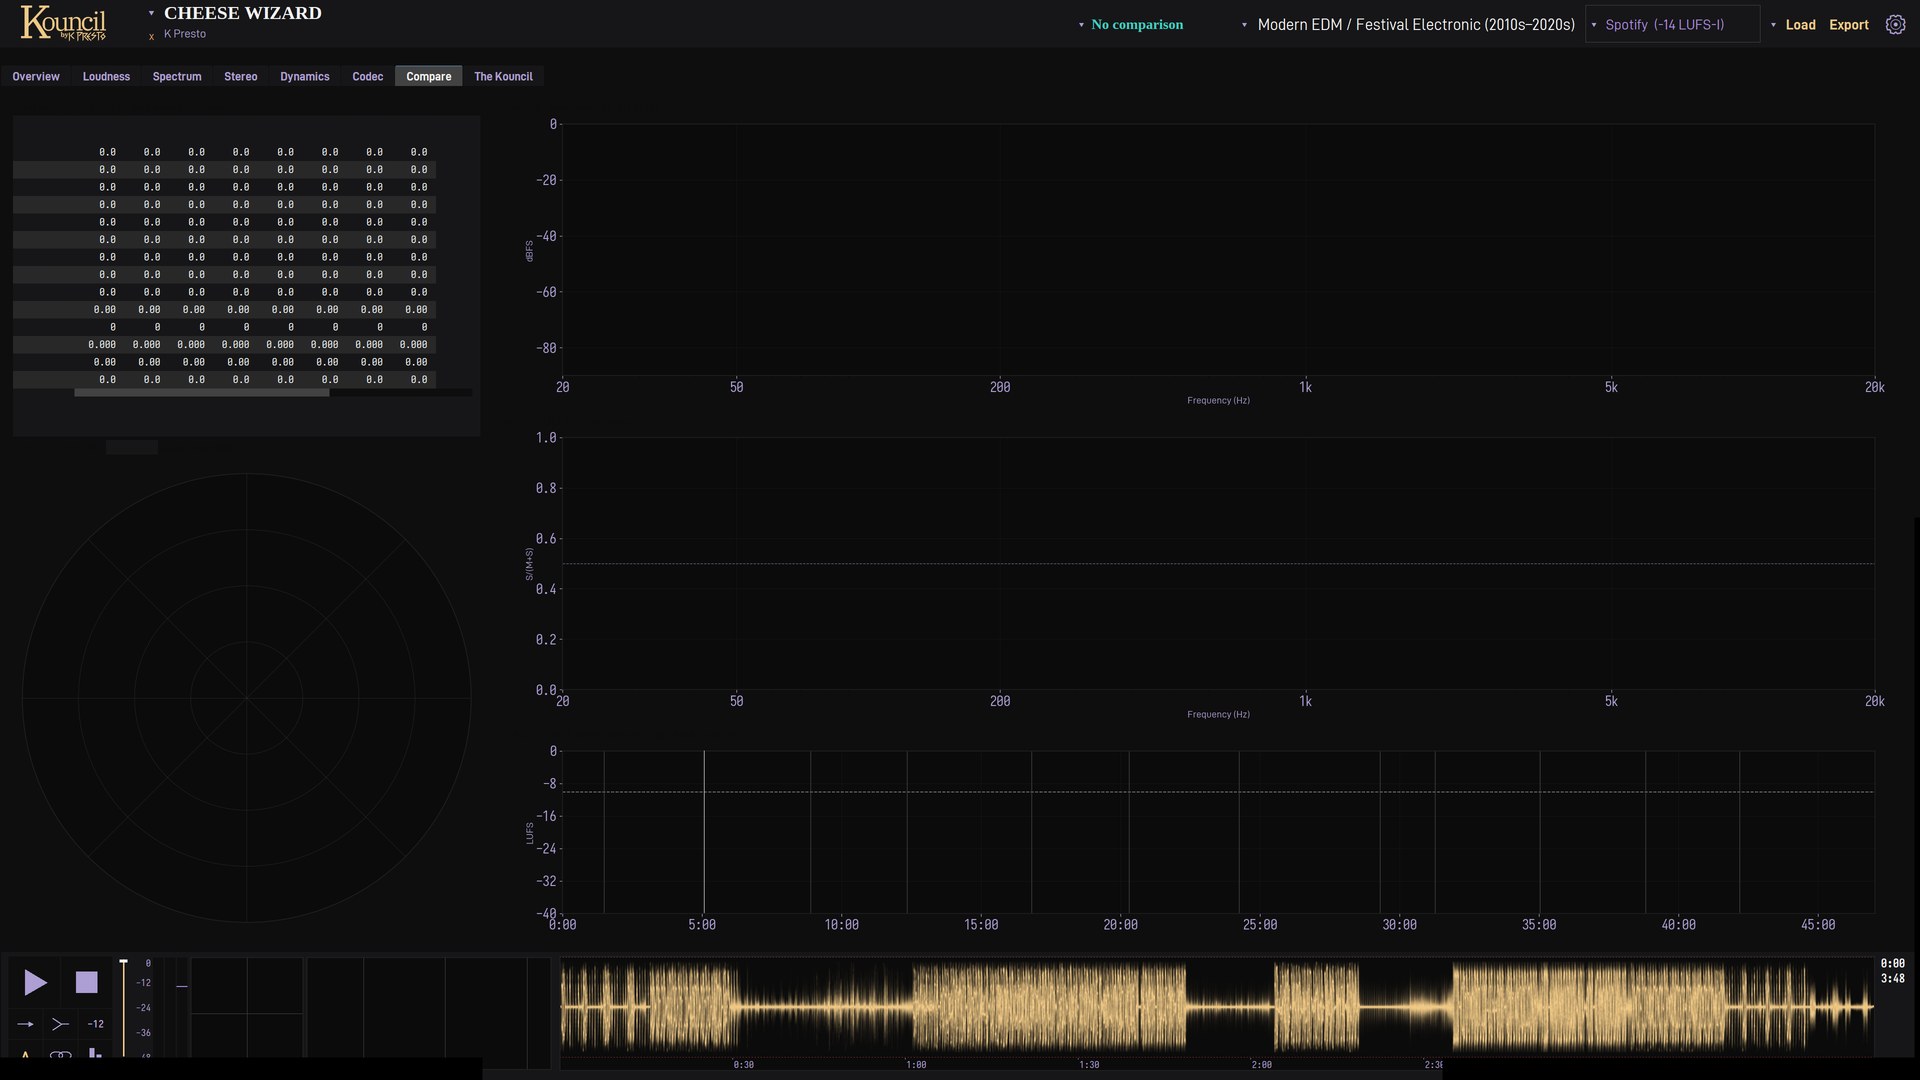 Kouncil
by K PRESTO
CHEESE WIZARD
x K Presto
No comparison
Modern EDM / Festival Electronic (2010s–2020s)
Spotify (-14 LUFS-I)
Load Export
Overview Loudness Spectrum Stereo Dynamics Codec Compare The Kouncil
0.0 0.0 0.0 0.0 0.0 0.0 0.0 0.0
0.0 0.0 0.0 0.0 0.0 0.0 0.0 0.0
0.0 0.0 0.0 0.0 0.0 0.0 0.0 0.0
0.0 0.0 0.0 0.0 0.0 0.0 0.0 0.0
0.0 0.0 0.0 0.0 0.0 0.0 0.0 0.0
0.0 0.0 0.0 0.0 0.0 0.0 0.0 0.0
0.0 0.0 0.0 0.0 0.0 0.0 0.0 0.0
0.0 0.0 0.0 0.0 0.0 0.0 0.0 0.0
0.0 0.0 0.0 0.0 0.0 0.0 0.0 0.0
0.00 0.00 0.00 0.00 0.00 0.00 0.00 0.00
0 0 0 0 0 0 0 0
0.000 0.000 0.000 0.000 0.000 0.000 0.000 0.000
0.00 0.00 0.00 0.00 0.00 0.00 0.00 0.00
0.0 0.0 0.0 0.0 0.0 0.0 0.0 0.0
0
-20
-40
-60
-80
dBFS
20 50 200 1k 5k 20k
Frequency (Hz)
1.0
0.8
0.6
0.4
0.2
0.0
S/(M+S)
20 50 200 1k 5k 20k
Frequency (Hz)
0
-8
-16
-24
-32
-40
LUFS
0:00 5:00 10:00 15:00 20:00 25:00 30:00 35:00 40:00 45:00
-12
0
-12
-24
-36
-48
0:00
3:48
0:30 1:00 1:30 2:00 2:30